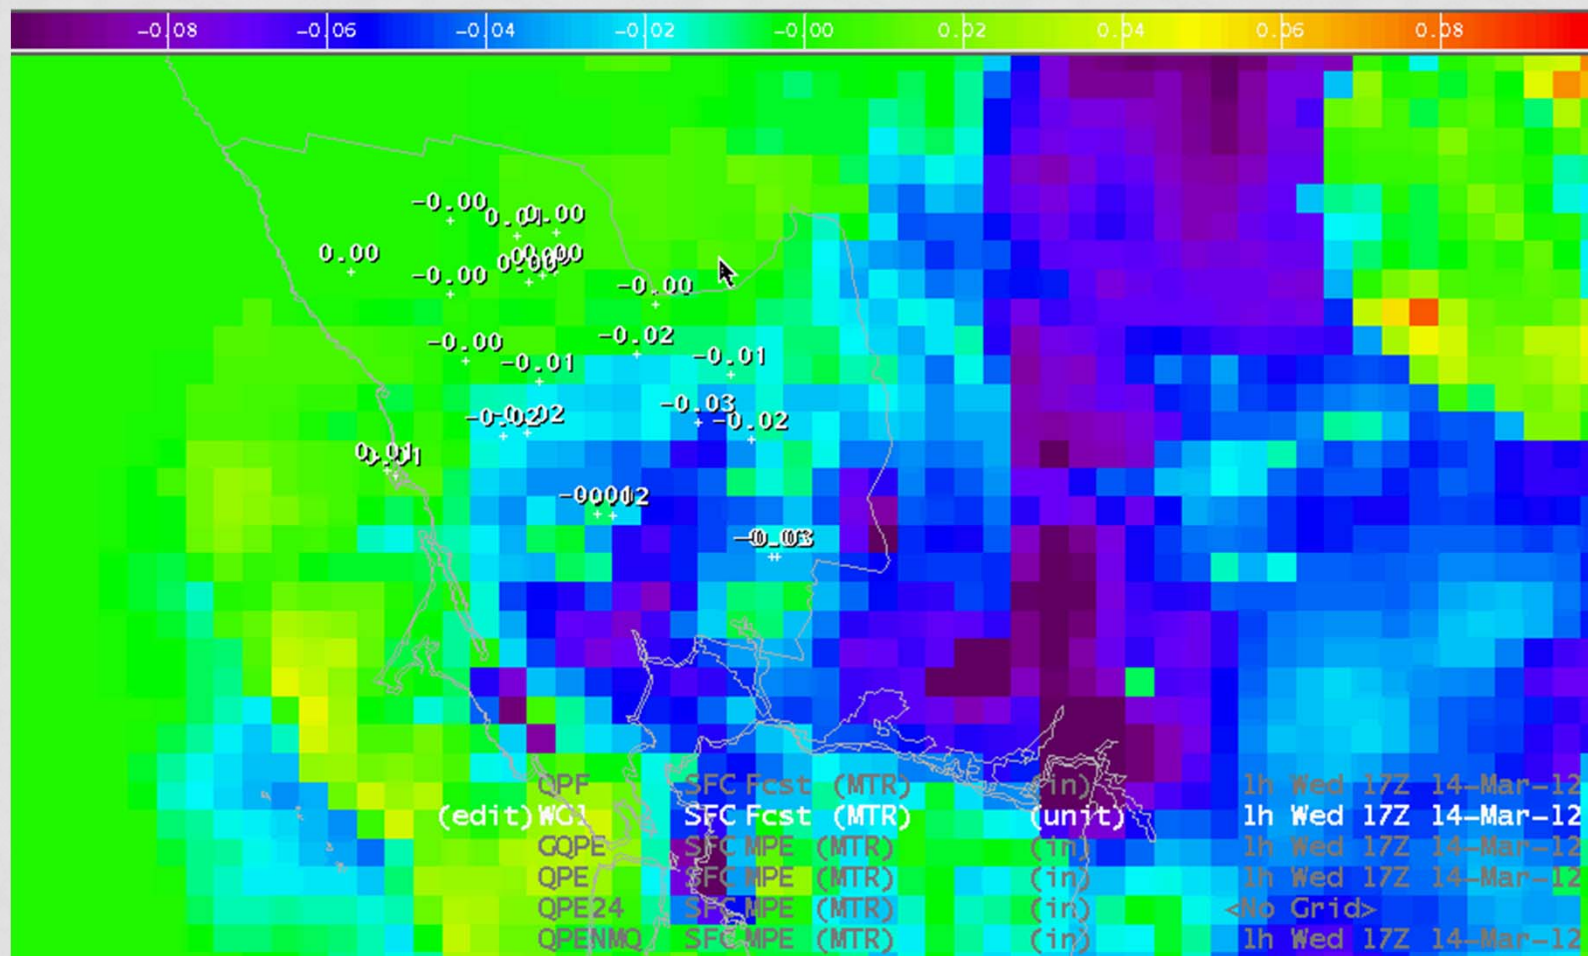 -0.08 -0.06 -0.04 -0.02 -0.00 0.02 0.04 0.06 0.08
-0.00
0.00
-0.00
-0.00
-0.00 -0.02
-0.01 -0.01
-0.03 -0.02
QPF SFC Fcst (MTR) (in) 1h Wed 17Z 14-Mar-12
(edit) WG1 SFC Fcst (MTR) (unit) 1h Wed 17Z 14-Mar-12
GQPE SFC MPE (MTR) (in) 1h Wed 17Z 14-Mar-12
QPE SFC MPE (MTR) (in) 1h Wed 17Z 14-Mar-12
QPE24 SFC MPE (MTR) (in) <No Grid>
QPENMQ SFC MPE (MTR) (in) 1h Wed 17Z 14-Mar-12